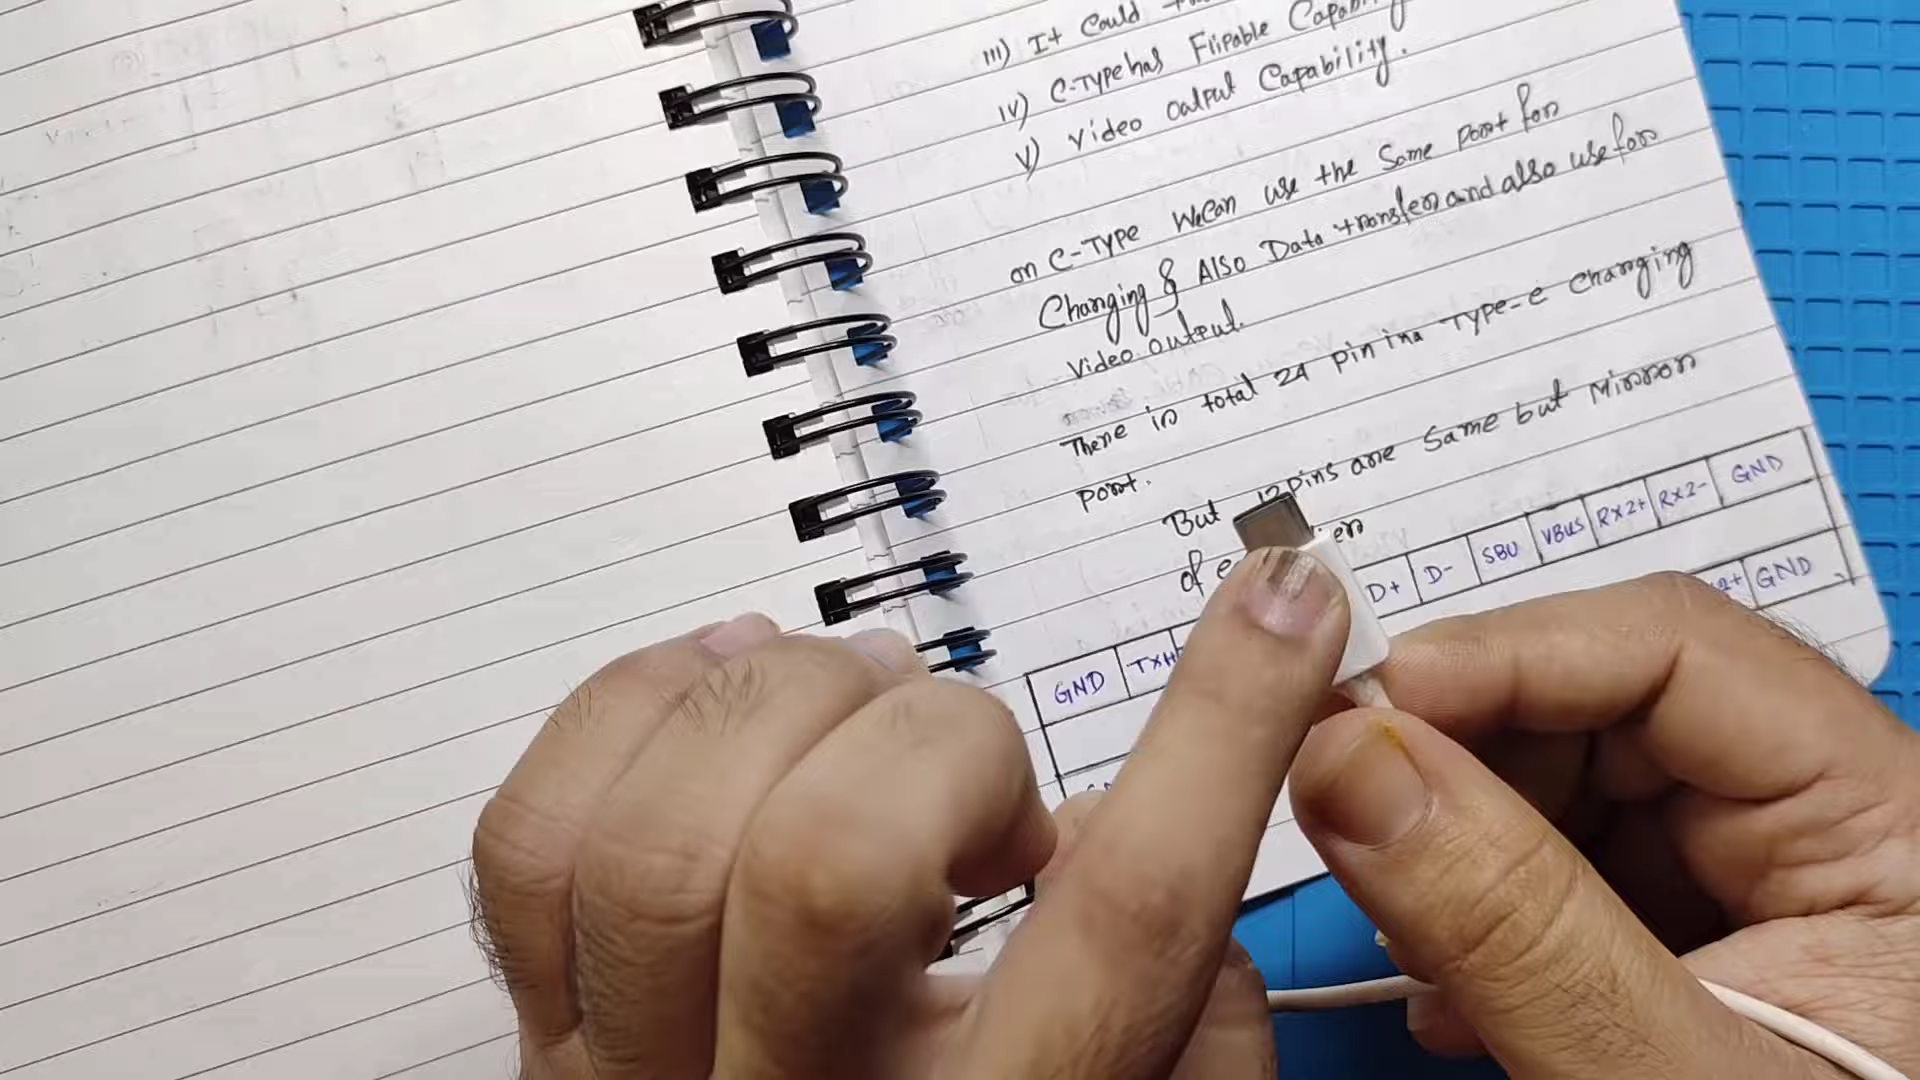 III) It Could
IV) C-Type has Flipable Capability
V) Video output Capability.
on C-Type We Can use the Same port for
Charging & Also Data transfer and also use for
Video output.
There is total 24 pin in a Type-c Charging
port.
But 12 pins are Same but Mirror
of
D+ D- SBU VBUS RX2+ RX2- GND
GND
GND